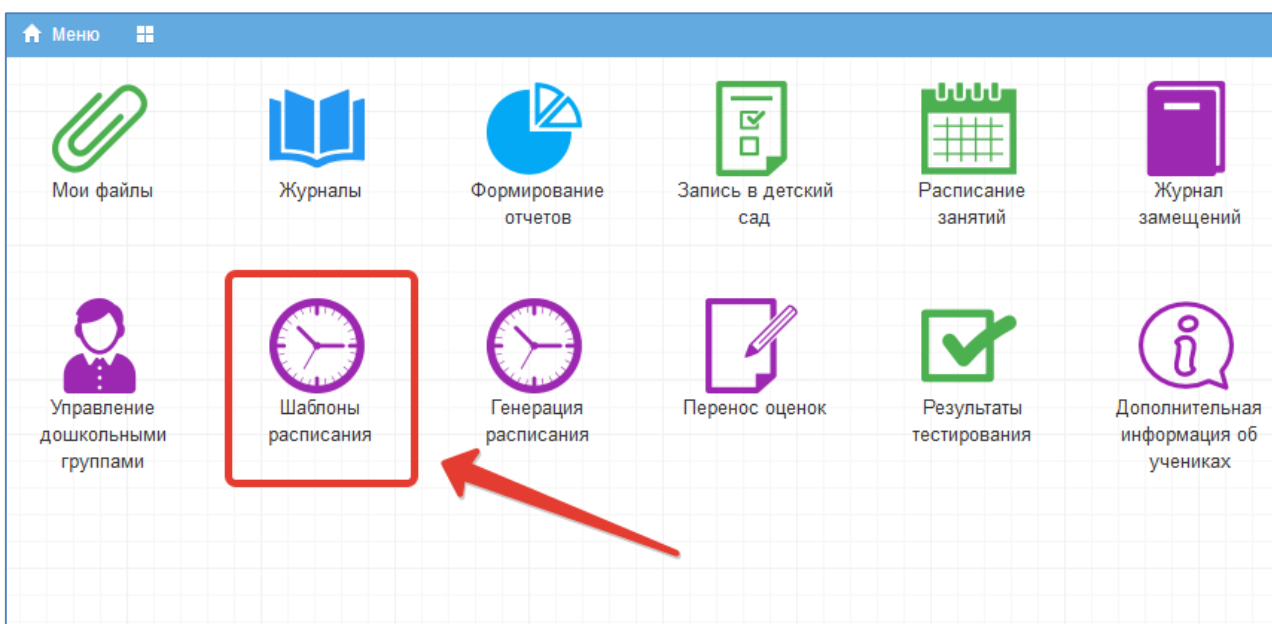 Меню
Мои файлы
Журналы
Формирование
отчетов
Запись в детский
сад
Расписание
занятий
Журнал
замещений
Управление
дошкольными
группами
Шаблоны
расписания
Генерация
расписания
Перенос оценок
Результаты
тестирования
Дополнительная
информация об
учениках